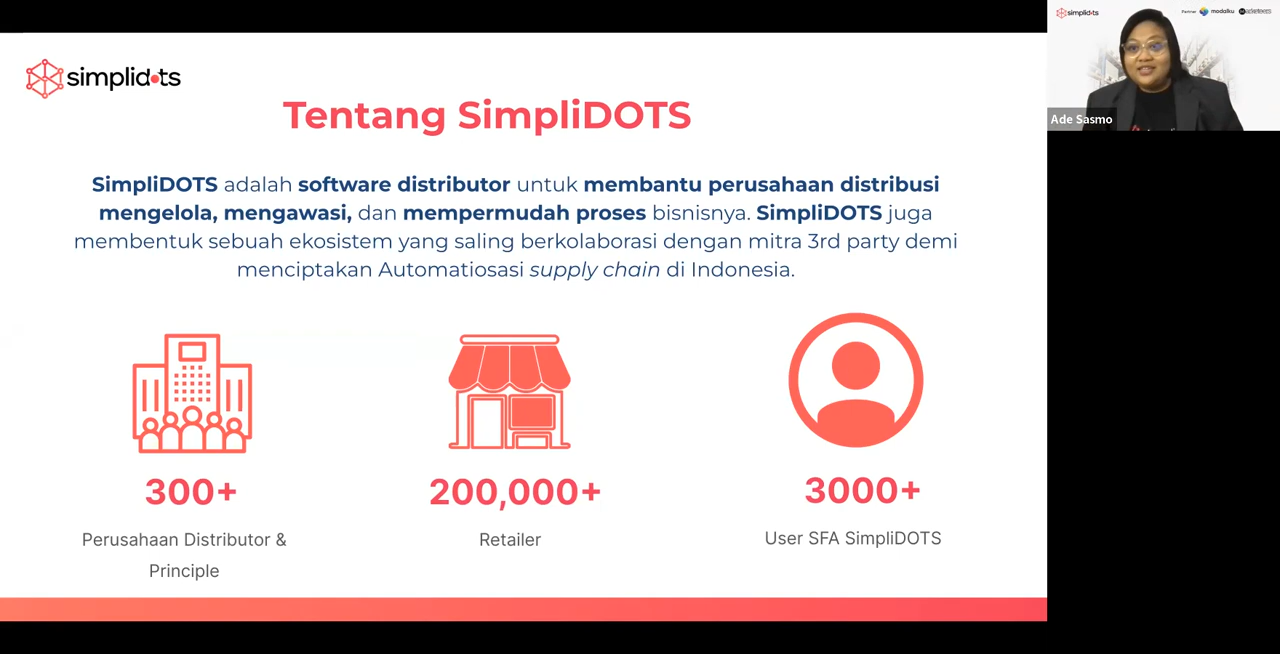 simplidots
Tentang SimpliDOTS
SimpliDOTS adalah software distributor untuk membantu perusahaan distribusi
mengelola, mengawasi, dan mempermudah proses bisnisnya. SimpliDOTS juga
membentuk sebuah ekosistem yang saling berkolaborasi dengan mitra 3rd party demi
menciptakan Automatiosasi supply chain di Indonesia.
300+
Perusahaan Distributor &
Principle
200,000+
Retailer
3000+
User SFA SimpliDOTS
simplidots
Partner
modalku
Ade Sasmo